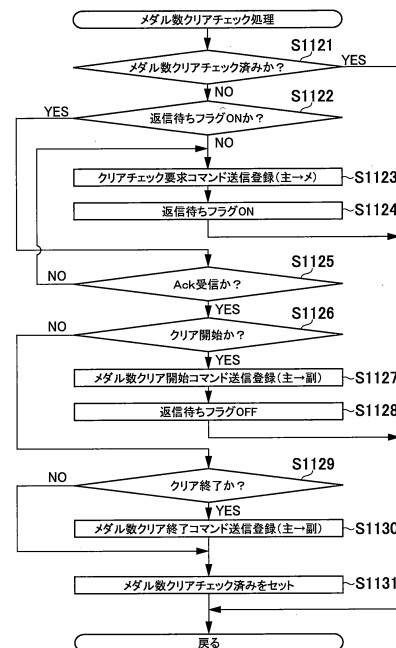 メダル数クリアチェック処理
S1121
メダル数クリアチェック済みか?
YES
NO
S1122
返信待ちフラグONか?
YES
NO
クリアチェック要求コマンド送信登録(主→メ)
S1123
返信待ちフラグON
S1124
S1125
Ack受信か?
NO
YES
S1126
クリア開始か?
NO
YES
メダル数クリア開始コマンド送信登録(主→副)
S1127
返信待ちフラグOFF
S1128
S1129
クリア終了か?
NO
YES
メダル数クリア終了コマンド送信登録(主→副)
S1130
メダル数クリアチェック済みをセット
S1131
戻る